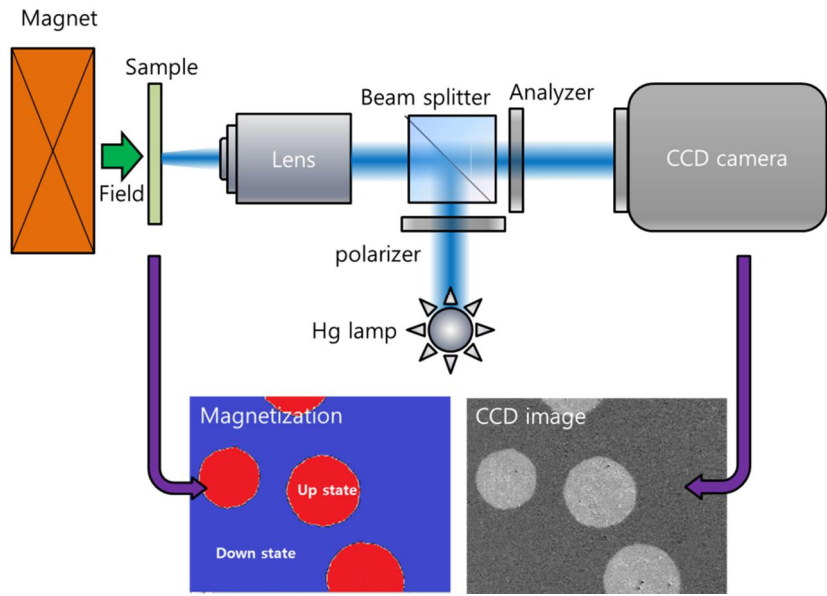 Magnet
Sample
Beam splitter
Analyzer
Lens
CCD camera
Field
polarizer
Hg lamp
Magnetization
CCD image
Up state
Down state